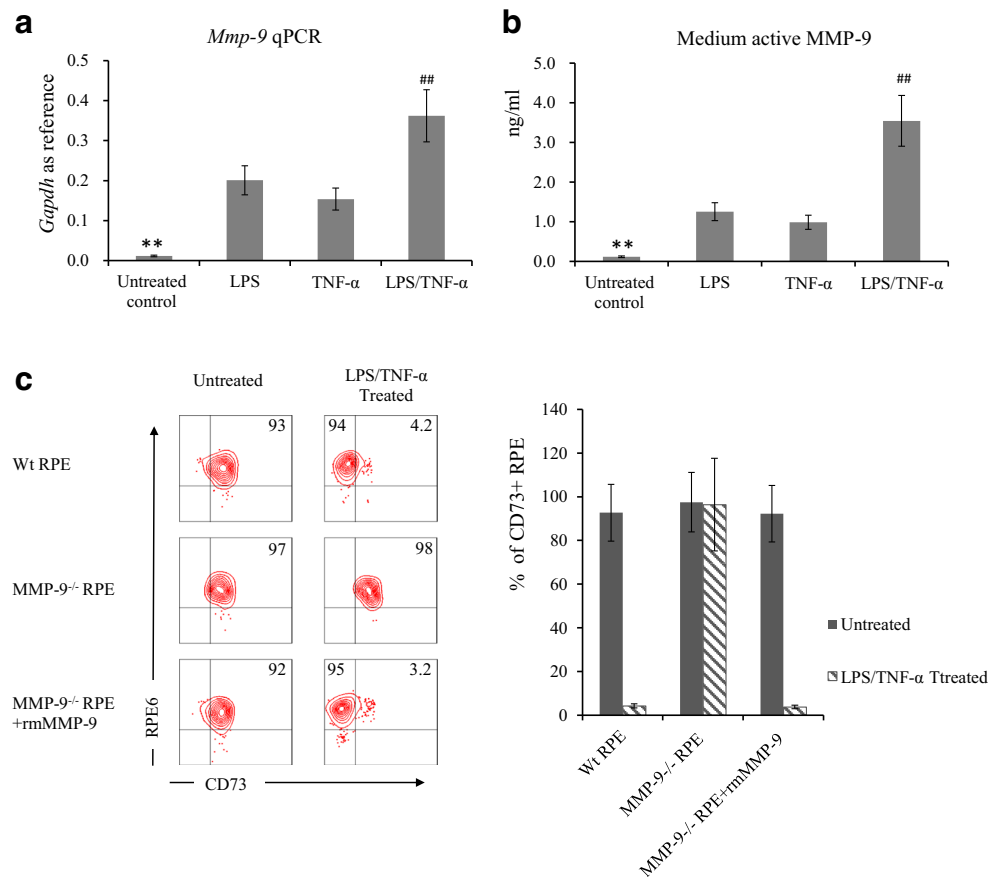 a
Mmp-9 qPCR
Gapdh as reference
0.5
0.4
0.3
0.2
0.1
0.0
**
##
Untreated control
LPS
TNF-α
LPS/TNF-α
b
Medium active MMP-9
ng/ml
5.0
4.0
3.0
2.0
1.0
0.0
**
##
Untreated control
LPS
TNF-α
LPS/TNF-α
c
Untreated
LPS/TNF-α
Treated
Wt RPE
93
94 4.2
MMP-9-/- RPE
97
98
MMP-9-/- RPE
+rmMMP-9
92
95 3.2
RPE6
CD73
% of CD73+ RPE
140
120
100
80
60
40
20
0
Wt RPE
MMP-9-/- RPE
MMP-9-/- RPE+rmMMP-9
Untreated
LPS/TNF-α Ttreated